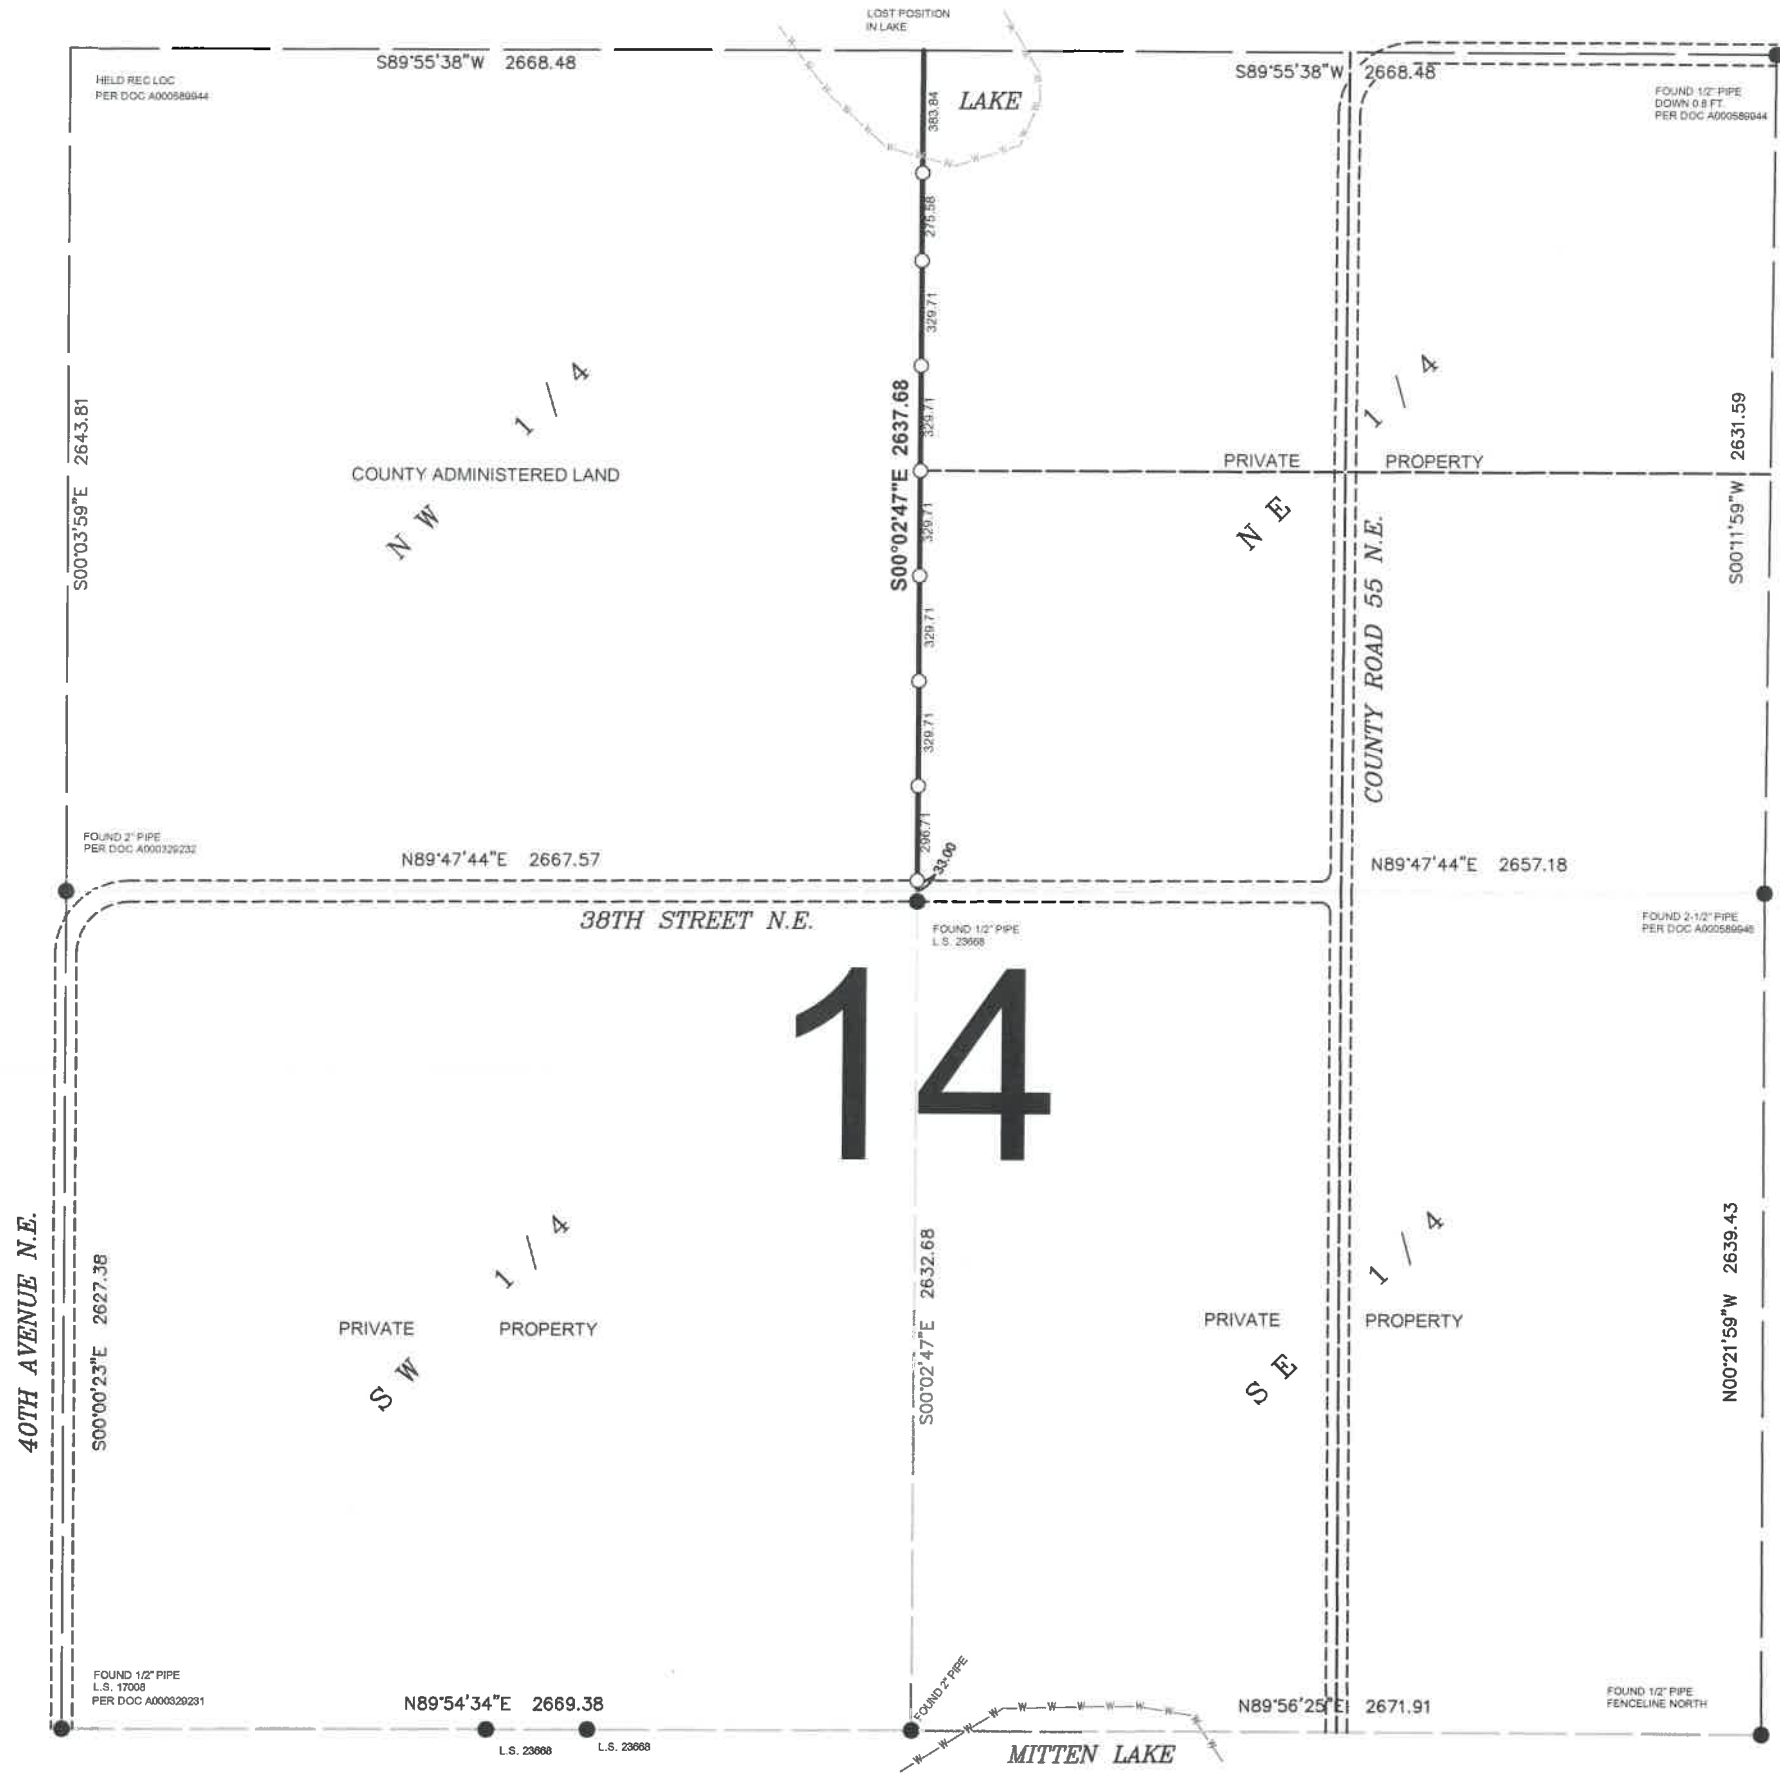 LOST POSITION
IN LAKE
S89°55'38"W 2668.48
S89°55'38"W 2668.48
HELD REC LOC
PER DOC A000589944
383.84
LAKE
FOUND 1/2" PIPE
DOWN 0.8 FT.
PER DOC A000589944
275.58
329.71
329.71
329.71
329.71
329.71
296.71
33.00
S00°02'47"E 2637.68
S00°03'59"E 2643.81
1 / 4
COUNTY ADMINISTERED LAND
N W
1 / 4
PRIVATE PROPERTY
N E
COUNTY ROAD 55 N.E.
S00°11'59"W 2631.59
FOUND 2" PIPE
PER DOC A000329232
N89°47'44"E 2667.57
N89°47'44"E 2657.18
38TH STREET N.E.
FOUND 1/2" PIPE
L.S. 23668
FOUND 2-1/2" PIPE
PER DOC A000589946
14
40TH AVENUE N.E.
S00°00'23"E 2627.38
1 / 4
PRIVATE PROPERTY
S W
S00°02'47"E 2632.68
1 / 4
PRIVATE PROPERTY
S E
N00°21'59"W 2639.43
FOUND 1/2" PIPE
L.S. 17008
PER DOC A000329231
N89°54'34"E 2669.38
L.S. 23668
L.S. 23668
FOUND 2" PIPE
W W W W W W W W W W W
N89°56'25"E 2671.91
FOUND 1/2" PIPE
FENCELINE NORTH
MITTEN LAKE